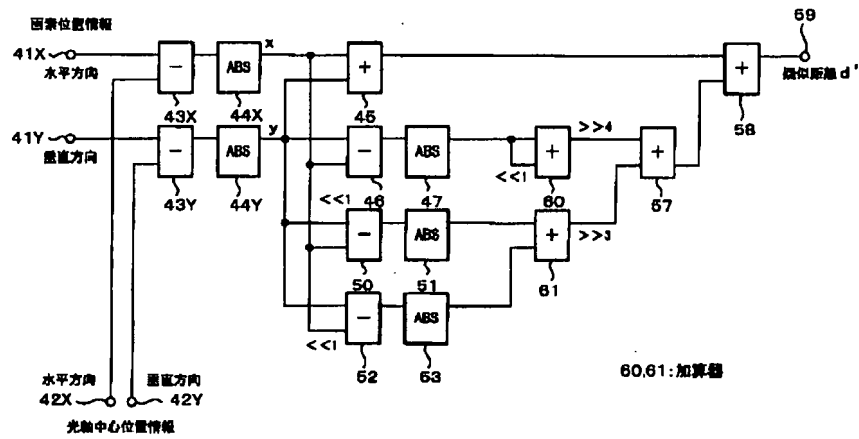 画素位置情報
41X
水平方向
−
43X
ABS
44X
x
+
45
+
58
59
疑似距離d'
41Y
垂直方向
−
43Y
ABS
44Y
y
−
46
ABS
47
<<1
+
60
>>4
+
57
<<1
−
50
ABS
51
+
61
>>3
<<1
−
52
ABS
53
水平方向
42X
垂直方向
42Y
光軸中心位置情報
60,61:加算器